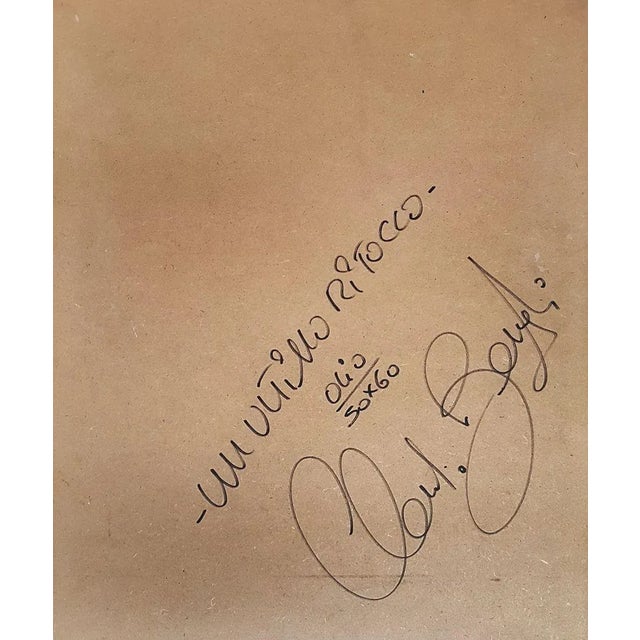 - UN ULTIMO RITOCCO -
OLIO
50x60